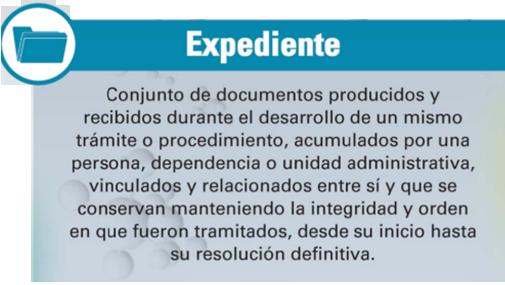 Expediente
Conjunto de documentos producidos y
recibidos durante el desarrollo de un mismo
trámite o procedimiento, acumulados por una
persona, dependencia o unidad administrativa,
vinculados y relacionados entre sí y que se
conservan manteniendo la integridad y orden
en que fueron tramitados, desde su inicio hasta
su resolución definitiva.